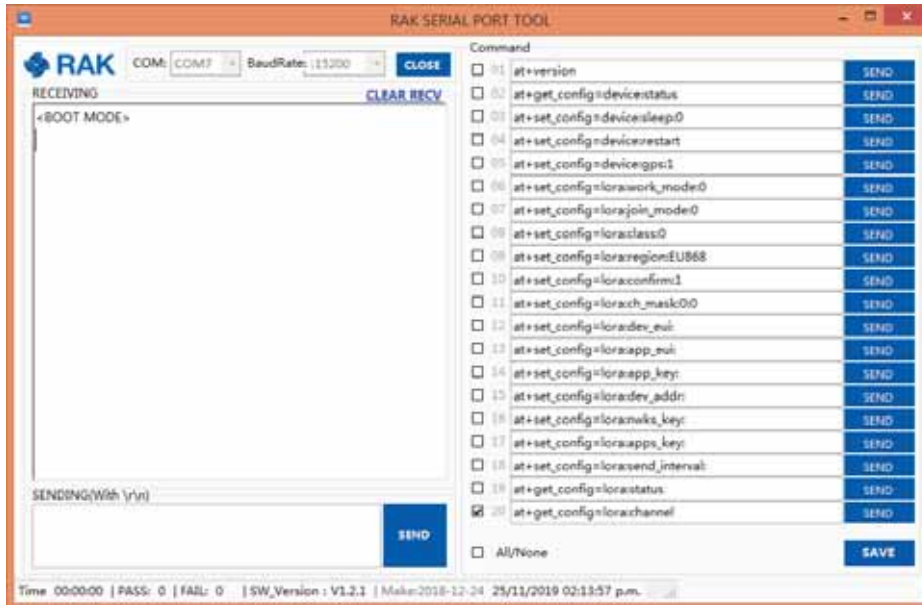 RAK SERIAL PORT TOOL
RAK COM: COM7 BaudRate: 115200 CLOSE
RECEIVING CLEAR RECV
<BOOT MODE>
SENDING(With \r\n)
SEND
Command
01 at+version SEND
02 at+get_config=device:status SEND
03 at+set_config=device:sleep:0 SEND
04 at+set_config=device:restart SEND
05 at+set_config=device:gps:1 SEND
06 at+set_config=lora:work_mode:0 SEND
07 at+set_config=lora:join_mode:0 SEND
08 at+set_config=lora:class:0 SEND
09 at+set_config=lora:region:EU868 SEND
10 at+set_config=lora:confirm:1 SEND
11 at+set_config=lora:ch_mask:0:0 SEND
12 at+set_config=lora:dev_eui: SEND
13 at+set_config=lora:app_eui: SEND
14 at+set_config=lora:app_key: SEND
15 at+set_config=lora:dev_addr: SEND
16 at+set_config=lora:nwks_key: SEND
17 at+set_config=lora:apps_key: SEND
18 at+set_config=lora:send_interval: SEND
19 at+get_config=lora:status SEND
20 at+get_config=lora:channel SEND
All/None SAVE
Time 00:00:00 | PASS: 0 | FAIL: 0 | SW_Version : V1.2.1 | Make:2018-12-24 25/11/2019 02:13:57 p.m.